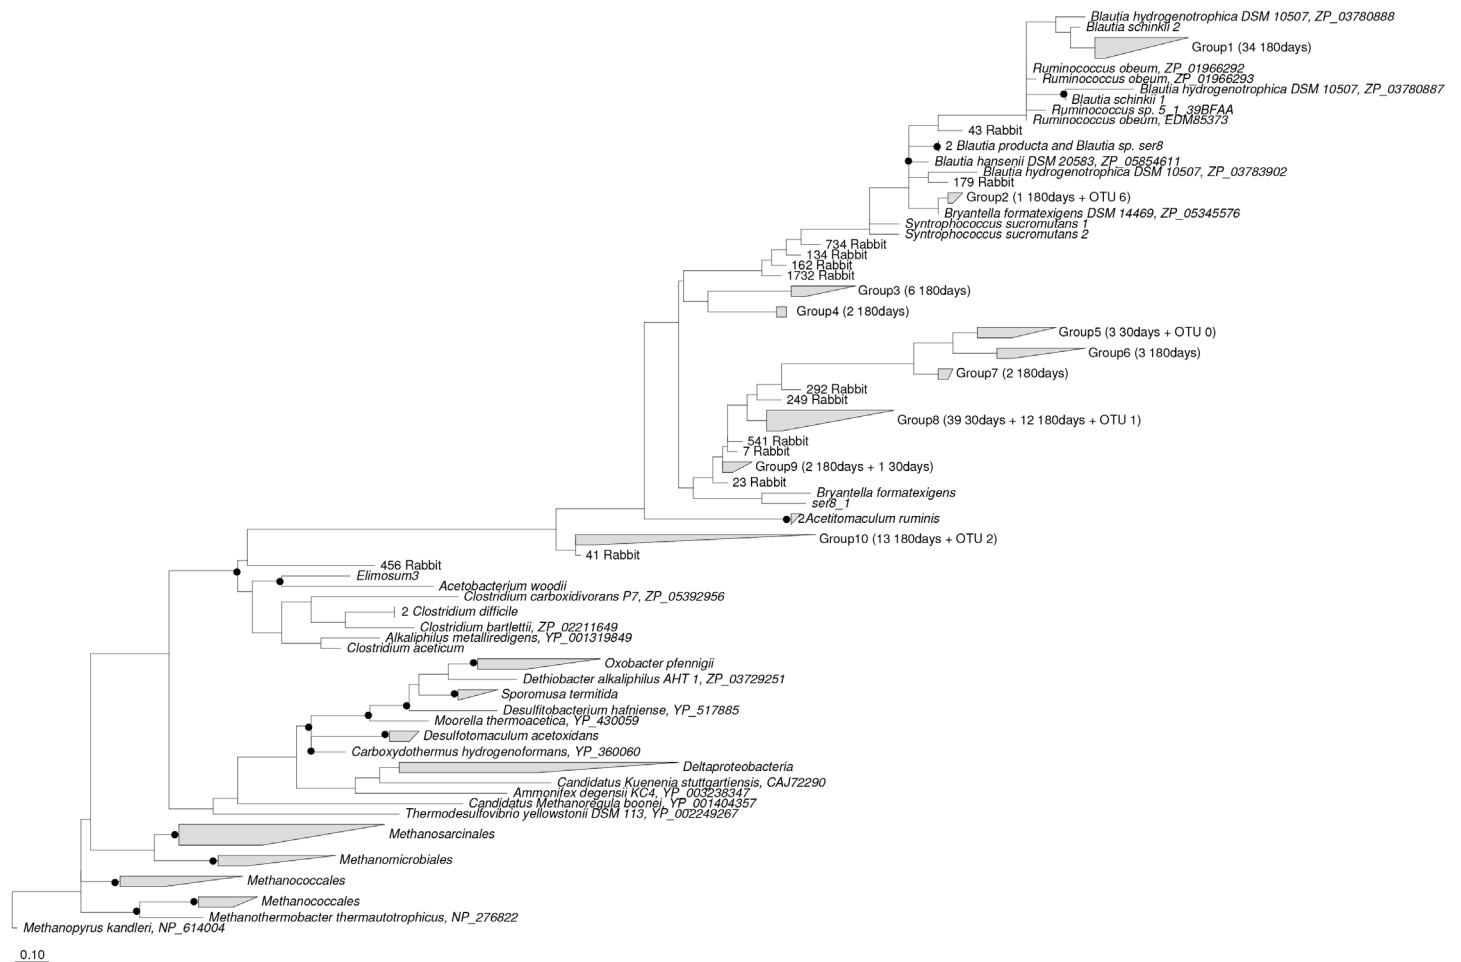 Blautia hydrogenotrophica DSM 10507, ZP_03780888
Blautia schinkii 2
Group1 (34 180days)
Ruminococcus obeum, ZP_01966292
Ruminococcus obeum, ZP_01966293
Blautia hydrogenotrophica DSM 10507, ZP_03780887
Blautia schinkii 1
Ruminococcus sp. 5_1_39BFAA
Ruminococcus obeum, EDM85373
43 Rabbit
2 Blautia producta and Blautia sp. ser8
Blautia hansenii DSM 20583, ZP_05854611
Blautia hydrogenotrophica DSM 10507, ZP_03783902
179 Rabbit
Group2 (1 180days + OTU 6)
Bryantella formatexigens DSM 14469, ZP_05345576
Syntrophococcus sucromutans 1
Syntrophococcus sucromutans 2
734 Rabbit
134 Rabbit
162 Rabbit
1732 Rabbit
Group3 (6 180days)
Group4 (2 180days)
Group5 (3 30days + OTU 0)
Group6 (3 180days)
Group7 (2 180days)
292 Rabbit
249 Rabbit
Group8 (39 30days + 12 180days + OTU 1)
541 Rabbit
7 Rabbit
Group9 (2 180days + 1 30days)
23 Rabbit
Bryantella formatexigens
ser8_1
2Acetitomaculum ruminis
Group10 (13 180days + OTU 2)
41 Rabbit
456 Rabbit
Elimosum3
Acetobacterium woodii
Clostridium carboxidivorans P7, ZP_05392956
2 Clostridium difficile
Clostridium bartlettii, ZP_02211649
Alkaliphilus metalliredigens, YP_001319849
Clostridium aceticum
Oxobacter pfennigii
Dethiobacter alkaliphilus AHT 1, ZP_03729251
Sporomusa termitida
Desulfitobacterium hafniense, YP_517885
Moorella thermoacetica, YP_430059
Desulfotomaculum acetoxidans
Carboxydothermus hydrogenoformans, YP_360060
Deltaproteobacteria
Candidatus Kuenenia stuttgartiensis, CAJ72290
Ammonifex degensii KC4, YP_003238347
Candidatus Methanoregula boonei, YP_001404357
Thermodesulfovibrio yellowstonii DSM 113, YP_002249267
Methanosarcinales
Methanomicrobiales
Methanococcales
Methanococcales
Methanothermobacter thermautotrophicus, NP_276822
Methanopyrus kandleri, NP_614004
0.10